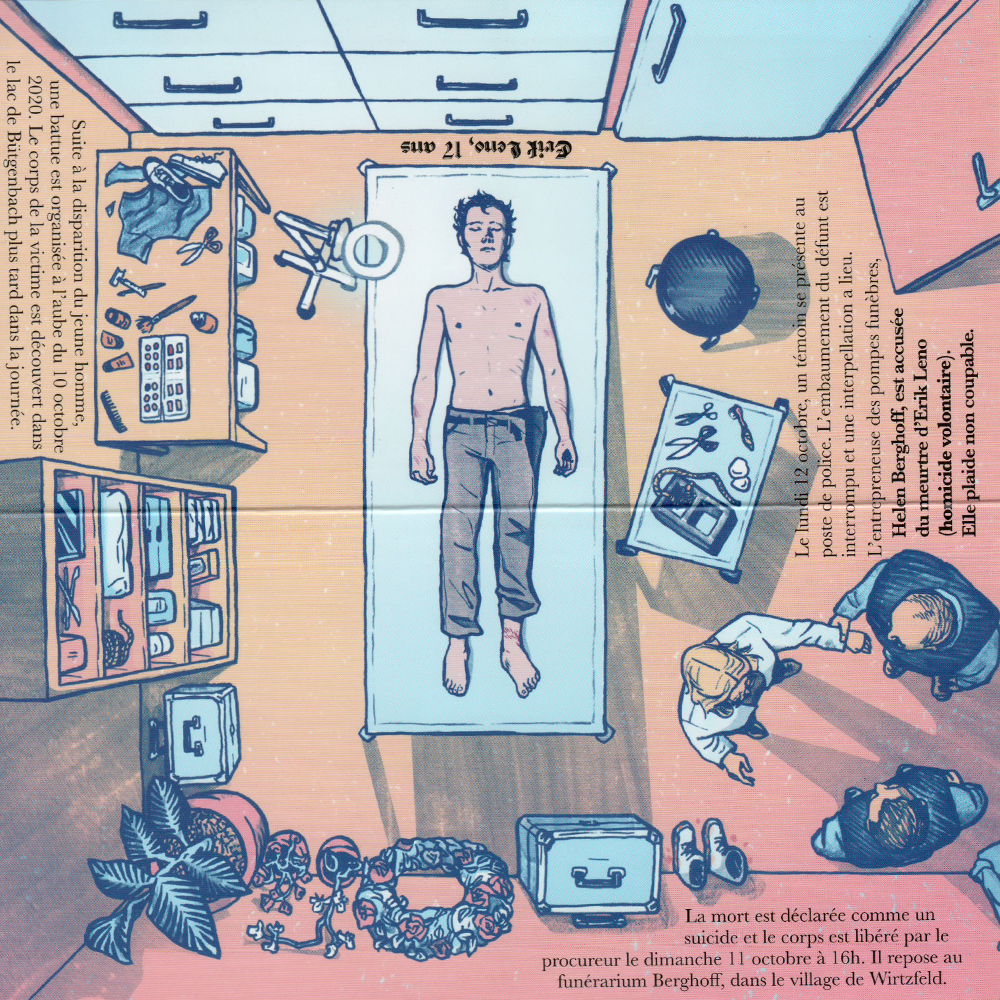 Erik Leno, 17 ans
Suite à la disparition du jeune homme,
une battue est organisée à l'aube du 10 octobre
2020. Le corps de la victime est découvert dans
le lac de Bütgenbach plus tard dans la journée.
La mort est déclarée comme un
suicide et le corps est libéré par le
procureur le dimanche 11 octobre à 16h. Il repose au
funérarium Berghoff, dans le village de Wirtzfeld.
Le lundi 12 octobre, un témoin se présente au
poste de police. L'embaumement du défunt est
interrompu et une interpellation a lieu.
L'entrepreneuse des pompes funèbres,
Helen Berghoff, est accusée
du meurtre d'Erik Leno
(homicide volontaire).
Elle plaide non coupable.